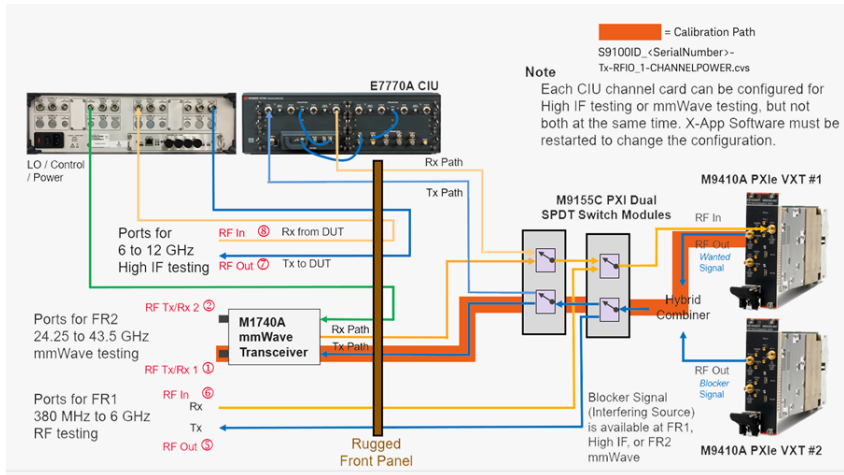 = Calibration Path
S9100ID_<SerialNumber>-
Tx-RFIO_1-CHANNELPOWER.cvs
Note
Each CIU channel card can be configured for
High IF testing or mmWave testing, but not
both at the same time. X-App Software must be
restarted to change the configuration.
E7770A CIU
LO / Control
/ Power
Rx Path
Tx Path
M9155C PXI Dual
SPDT Switch Modules
M9410A PXIe VXT #1
RF In
RF Out
Wanted
Signal
Ports for
6 to 12 GHz
High IF testing
RF In ⑧ Rx from DUT
RF Out ⑦ Tx to DUT
Hybrid
Combiner
RF Tx/Rx 2 ②
Ports for FR2
24.25 to 43.5 GHz
mmWave testing
M1740A
mmWave
Transceiver
Rx Path
Tx Path
RF Tx/Rx 1 ①
RF Out
Blocker
Signal
Ports for FR1
380 MHz to 6 GHz
RF testing
RF In ⑥
Rx
Tx
RF Out ⑤
Blocker Signal
(Interfering Source)
is available at FR1,
High IF, or FR2
mmWave
Rugged
Front Panel
M9410A PXIe VXT #2